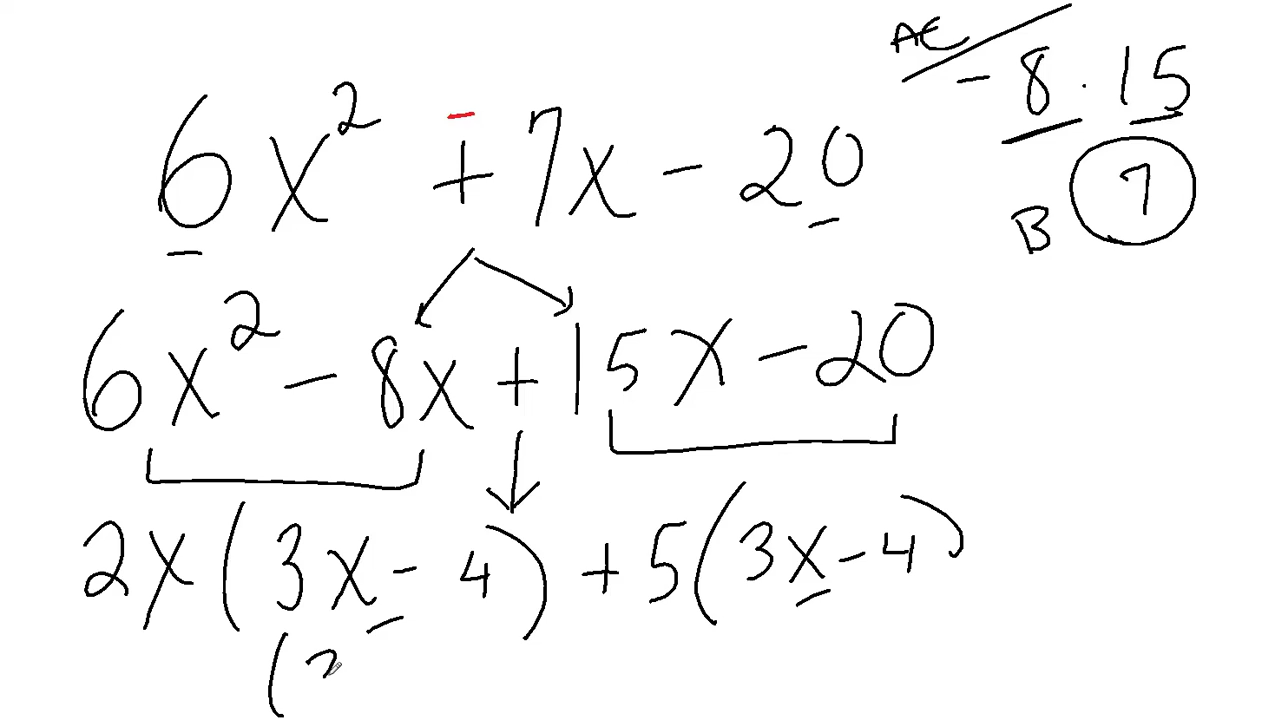 AC
-8 · 15
6x² + 7x - 20
B 7
6x² - 8x + 15x - 20
2x(3x - 4) + 5(3x - 4)
(